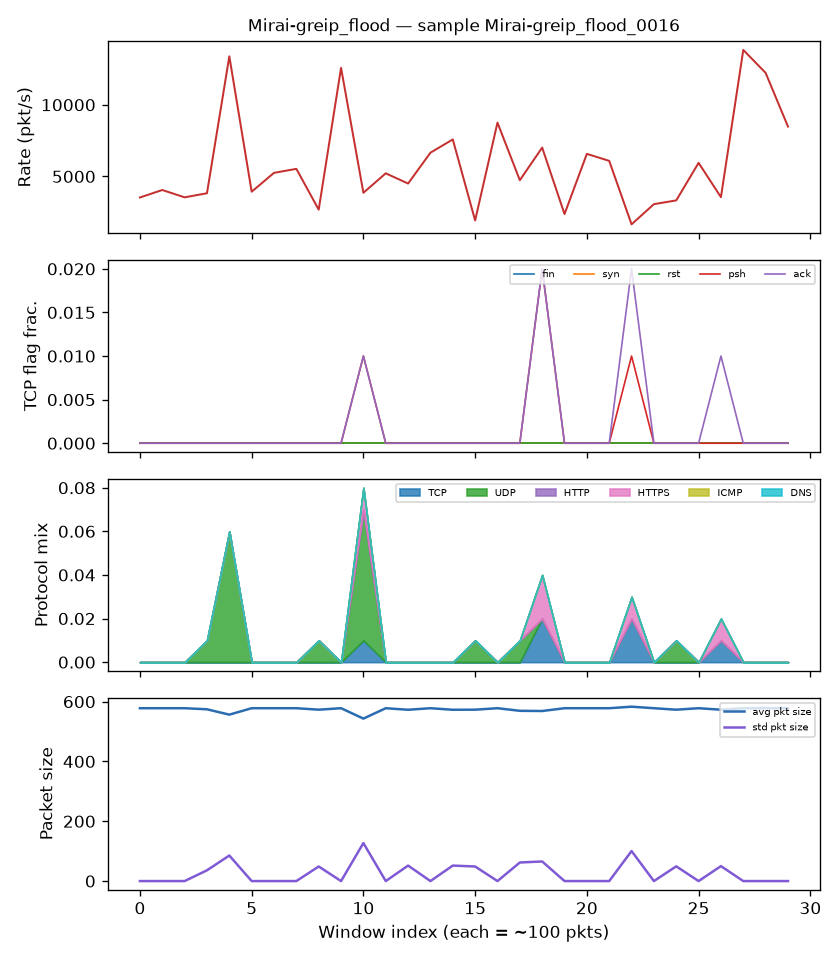 Mirai-greip_flood — sample Mirai-greip_flood_0016
Rate (pkt/s)
10000
5000
TCP flag frac.
0.020
0.015
0.010
0.005
0.000
fin syn rst psh ack
Protocol mix
0.08
0.06
0.04
0.02
0.00
TCP UDP HTTP HTTPS ICMP DNS
Packet size
600
400
200
0
avg pkt size
std pkt size
0 5 10 15 20 25 30
Window index (each = ~100 pkts)